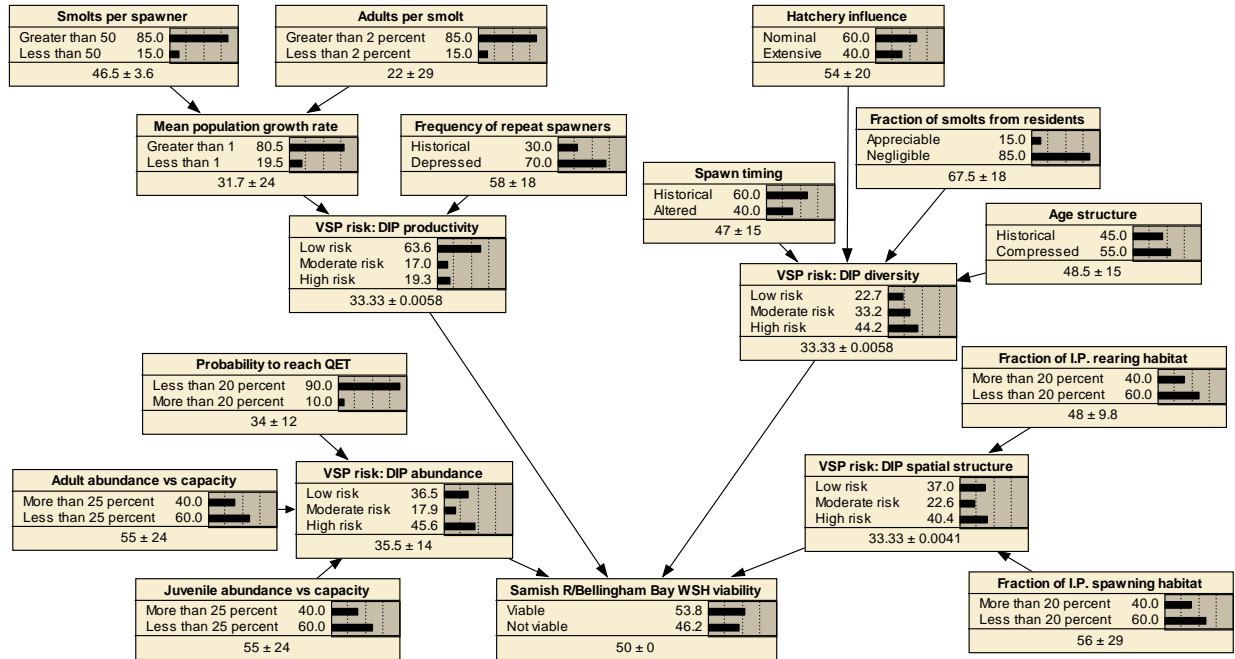 Smolts per spawner
Greater than 50 85.0
Less than 50 15.0
46.5 ± 3.6
Adults per smolt
Greater than 2 percent 85.0
Less than 2 percent 15.0
22 ± 29
Hatchery influence
Nominal 60.0
Extensive 40.0
54 ± 20
Mean population growth rate
Greater than 1 80.5
Less than 1 19.5
31.7 ± 24
Frequency of repeat spawners
Historical 30.0
Depressed 70.0
58 ± 18
Fraction of smolts from residents
Appreciable 15.0
Negligible 85.0
67.5 ± 18
Spawn timing
Historical 60.0
Altered 40.0
47 ± 15
Age structure
Historical 45.0
Compressed 55.0
48.5 ± 15
VSP risk: DIP productivity
Low risk 63.6
Moderate risk 17.0
High risk 19.3
33.33 ± 0.0058
VSP risk: DIP diversity
Low risk 22.7
Moderate risk 33.2
High risk 44.2
33.33 ± 0.0058
Probability to reach QET
Less than 20 percent 90.0
More than 20 percent 10.0
34 ± 12
Fraction of I.P. rearing habitat
More than 20 percent 40.0
Less than 20 percent 60.0
48 ± 9.8
Adult abundance vs capacity
More than 25 percent 40.0
Less than 25 percent 60.0
55 ± 24
VSP risk: DIP abundance
Low risk 36.5
Moderate risk 17.9
High risk 45.6
35.5 ± 14
VSP risk: DIP spatial structure
Low risk 37.0
Moderate risk 22.6
High risk 40.4
33.33 ± 0.0041
Juvenile abundance vs capacity
More than 25 percent 40.0
Less than 25 percent 60.0
55 ± 24
Samish R/Bellingham Bay WSH viability
Viable 53.8
Not viable 46.2
50 ± 0
Fraction of I.P. spawning habitat
More than 20 percent 40.0
Less than 20 percent 60.0
56 ± 29